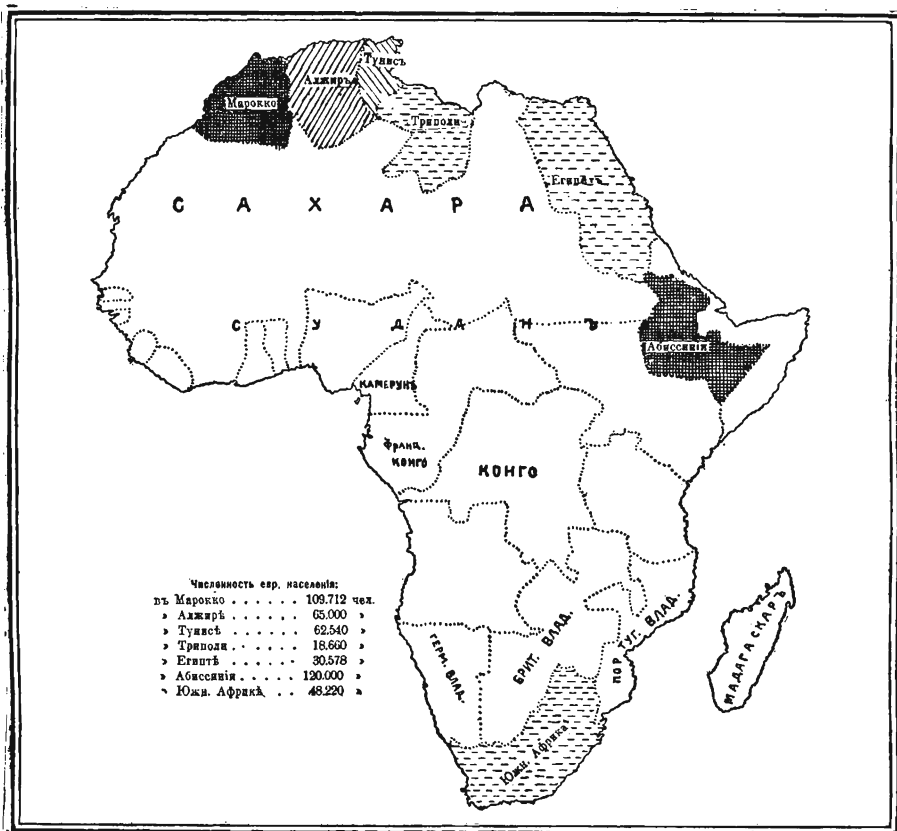 Тунисъ
Алжиръ
Марокко
Триполи
Египетъ
САХАРА
СУДАНЪ
Абиссинія
КАМЕРУНЪ
Франц.
КОНГО
КОНГО
Численность евр. населенія:
въ Марокко . . . . . . 109.712 чел.
» Алжирѣ . . . . . . 65.000 »
» Тунисѣ . . . . . . 62.540 »
» Триполи . . . . . . 18.660 »
» Египтѣ . . . . . . 30.578 »
» Абиссиніи . . . . . 120.000 »
» Южн. Африкѣ . . 48.220 »
ГЕРМ. ВЛАД.
БРИТ. ВЛАД.
ПОРТУГ. ВЛАД.
МАДАГАСКАРЪ
Южн. Африка